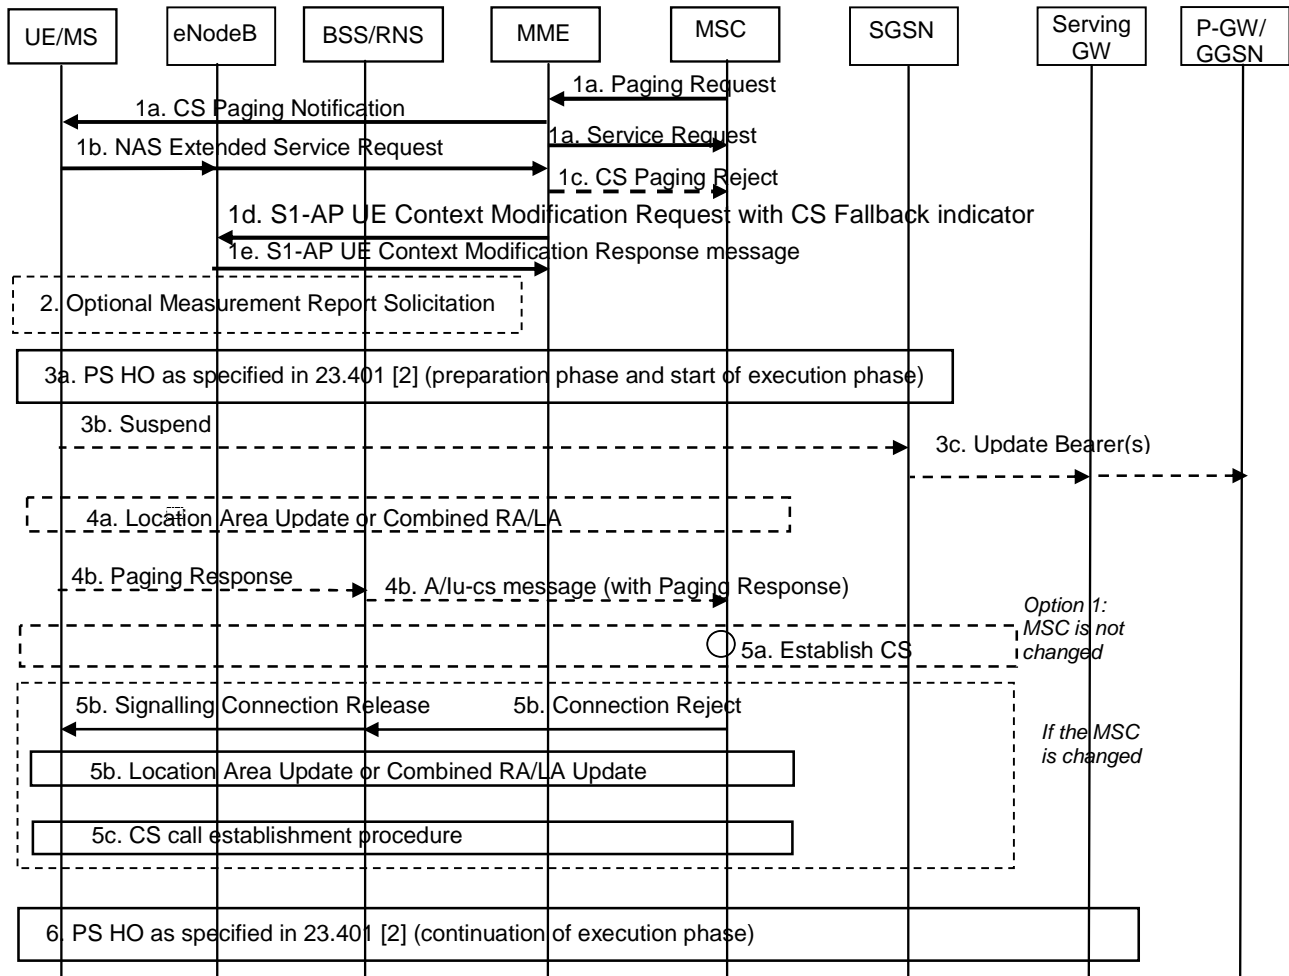 UE/MS
eNodeB
BSS/RNS
MME
MSC
SGSN
Serving
GW
P-GW/
GGSN
1a. Paging Request
1a. CS Paging Notification
1a. Service Request
1b. NAS Extended Service Request
1c. CS Paging Reject
1d. S1-AP UE Context Modification Request with CS Fallback indicator
1e. S1-AP UE Context Modification Response message
2. Optional Measurement Report Solicitation
3a. PS HO as specified in 23.401 [2] (preparation phase and start of execution phase)
3b. Suspend
3c. Update Bearer(s)
4a. Location Area Update or Combined RA/LA
4b. Paging Response
4b. A/Iu-cs message (with Paging Response)
Option 1:
MSC is not
changed
5a. Establish CS
5b. Signalling Connection Release
5b. Connection Reject
If the MSC
is changed
5b. Location Area Update or Combined RA/LA Update
5c. CS call establishment procedure
6. PS HO as specified in 23.401 [2] (continuation of execution phase)